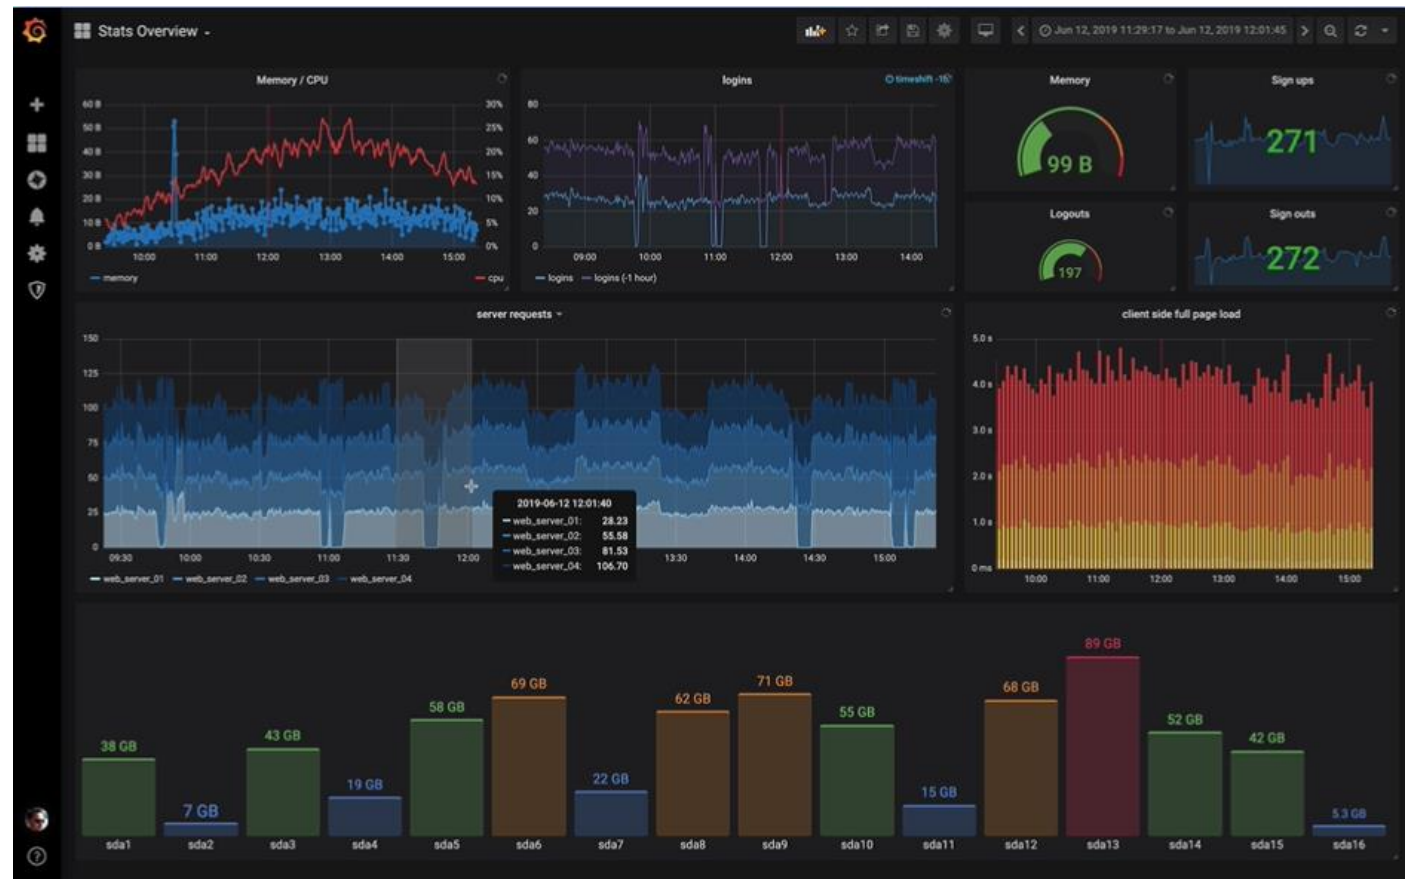 Stats Overview
Jun 12, 2019 11:29:17 to Jun 12, 2019 12:01:45
Memory / CPU
60 B
50 B
40 B
30 B
20 B
10 B
0 B
30%
25%
20%
15%
10%
5%
0%
10:00 11:00 12:00 13:00 14:00 15:00
memory cpu
logins
timeshift
80
60
40
20
0
09:00 10:00 11:00 12:00 13:00 14:00
logins logins (-1 hour)
Memory
99 B
Sign ups
271
Logouts
197
Sign outs
272
server requests
150
125
100
75
50
25
0
09:30 10:00 10:30 11:00 11:30 12:00 13:30 14:00 14:30 15:00
2019-06-12 12:01:40
web_server_01: 28.23
web_server_02: 55.58
web_server_03: 81.53
web_server_04: 106.70
web_server_01 web_server_02 web_server_03 web_server_04
client side full page load
5.0 s
4.0 s
3.0 s
2.0 s
1.0 s
0 ms
10:00 11:00 12:00 13:00 14:00 15:00
38 GB
7 GB
43 GB
19 GB
58 GB
69 GB
22 GB
62 GB
71 GB
55 GB
15 GB
68 GB
89 GB
52 GB
42 GB
5.3 GB
sda1 sda2 sda3 sda4 sda5 sda6 sda7 sda8 sda9 sda10 sda11 sda12 sda13 sda14 sda15 sda16